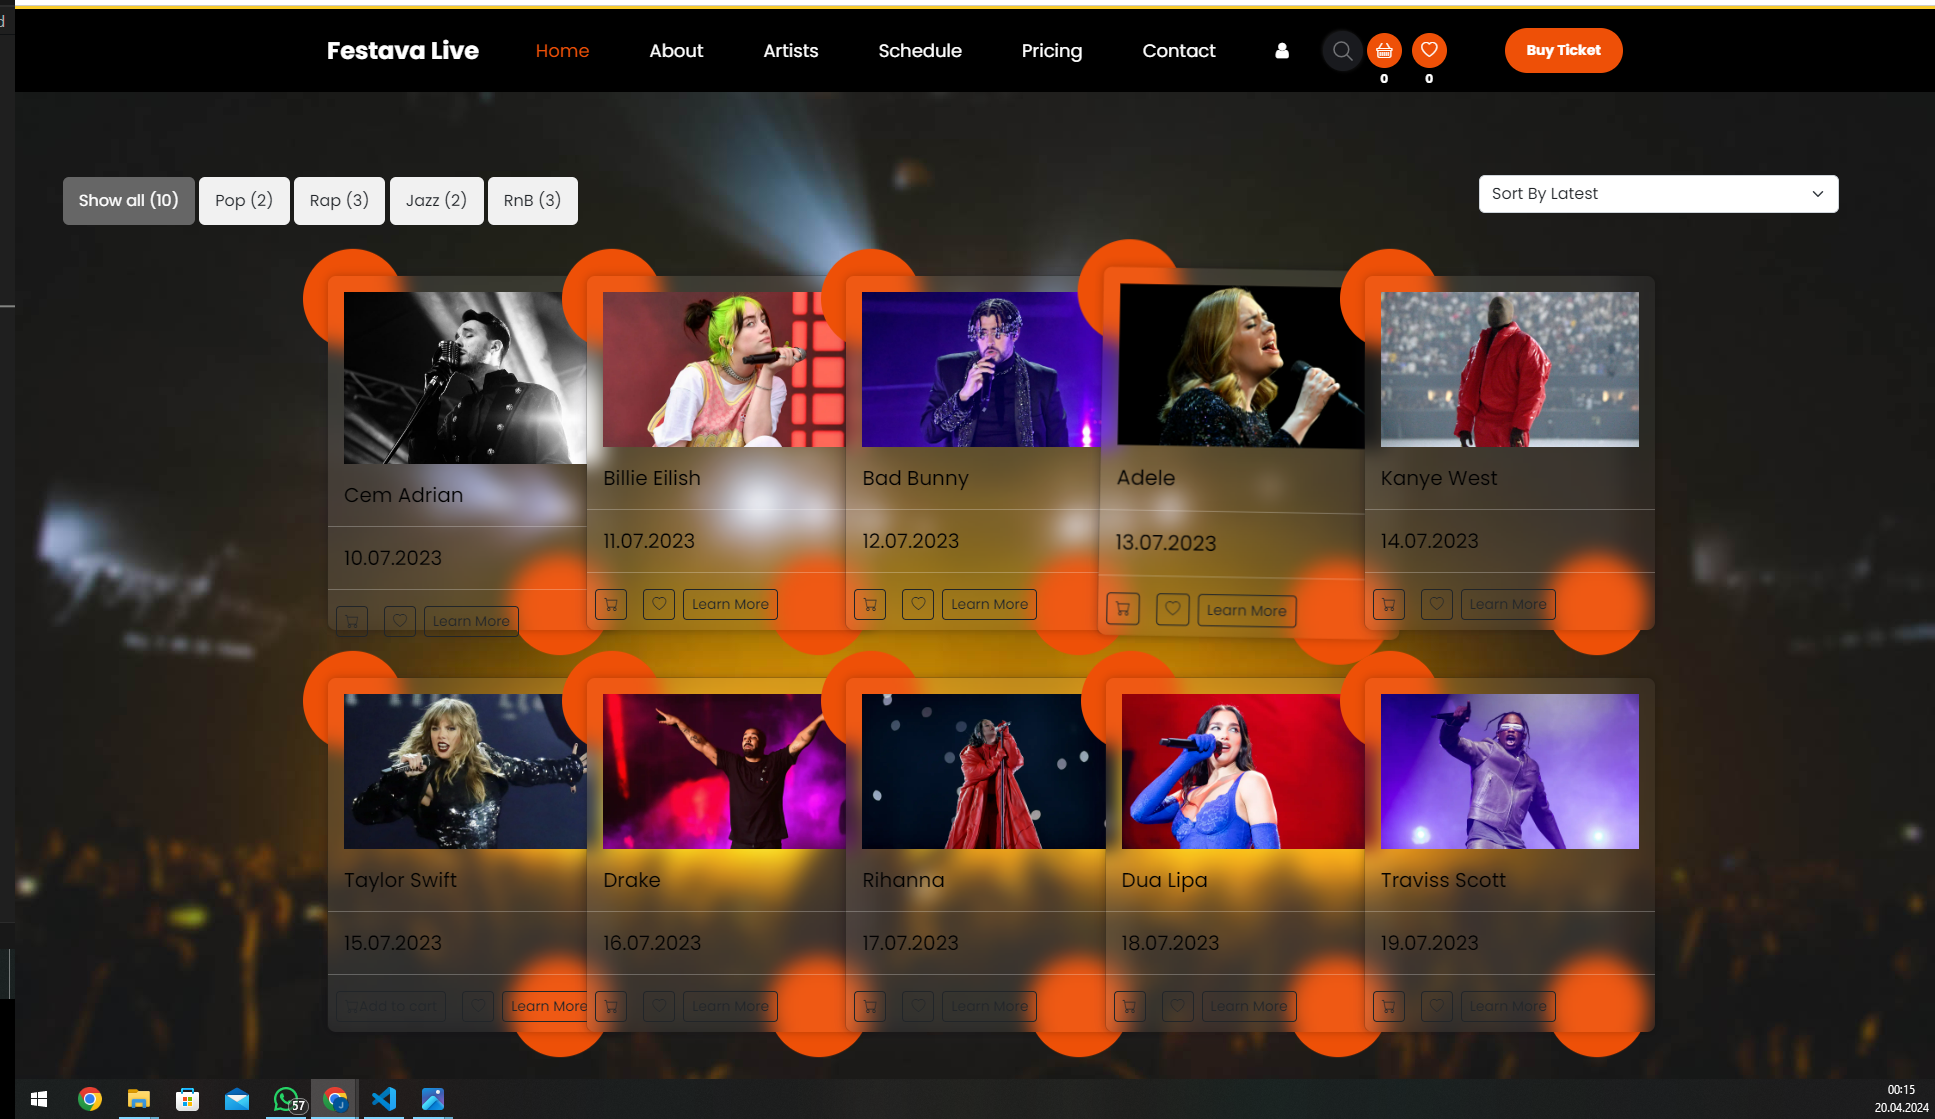 d
Festava Live Home About Artists Schedule Pricing Contact Buy Ticket
0 0
Show all (10) Pop (2) Rap (3) Jazz (2) RnB (3) Sort By Latest
Cem Adrian Billie Eilish Bad Bunny Adele Kanye West
10.07.2023 11.07.2023 12.07.2023 13.07.2023 14.07.2023
Learn More Learn More Learn More Learn More Learn More
Taylor Swift Drake Rihanna Dua Lipa Traviss Scott
15.07.2023 16.07.2023 17.07.2023 18.07.2023 19.07.2023
Add to cart Learn More Learn More Learn More Learn More Learn More
57
J
00:15
20.04.2024